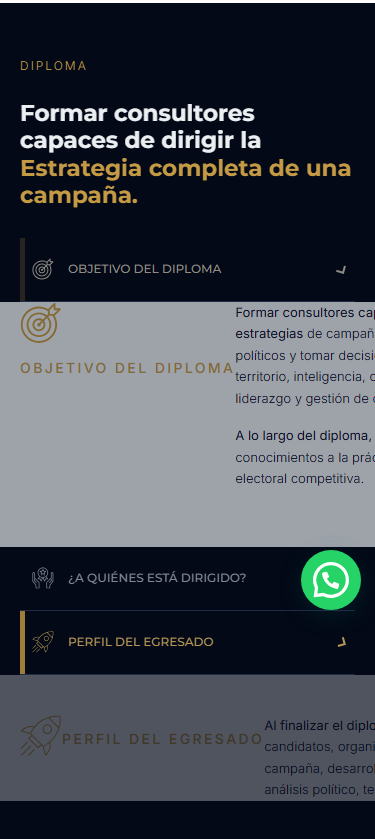 DIPLOMA
Formar consultores
capaces de dirigir la
Estrategia completa de una
campaña.
OBJETIVO DEL DIPLOMA
OBJETIVO DEL DIPLOMA
Formar consultores
estrategias de campañ
políticos y tomar decisi
territorio, inteligencia,
liderazgo y gestión de
A lo largo del diploma,
conocimientos a la prá
electoral competitiva.
¿A QUIÉNES ESTÁ DIRIGIDO?
PERFIL DEL EGRESADO
PERFIL DEL EGRESADO
Al finalizar el diplo
candidatos, organi
campaña, desarrol
análisis político, te